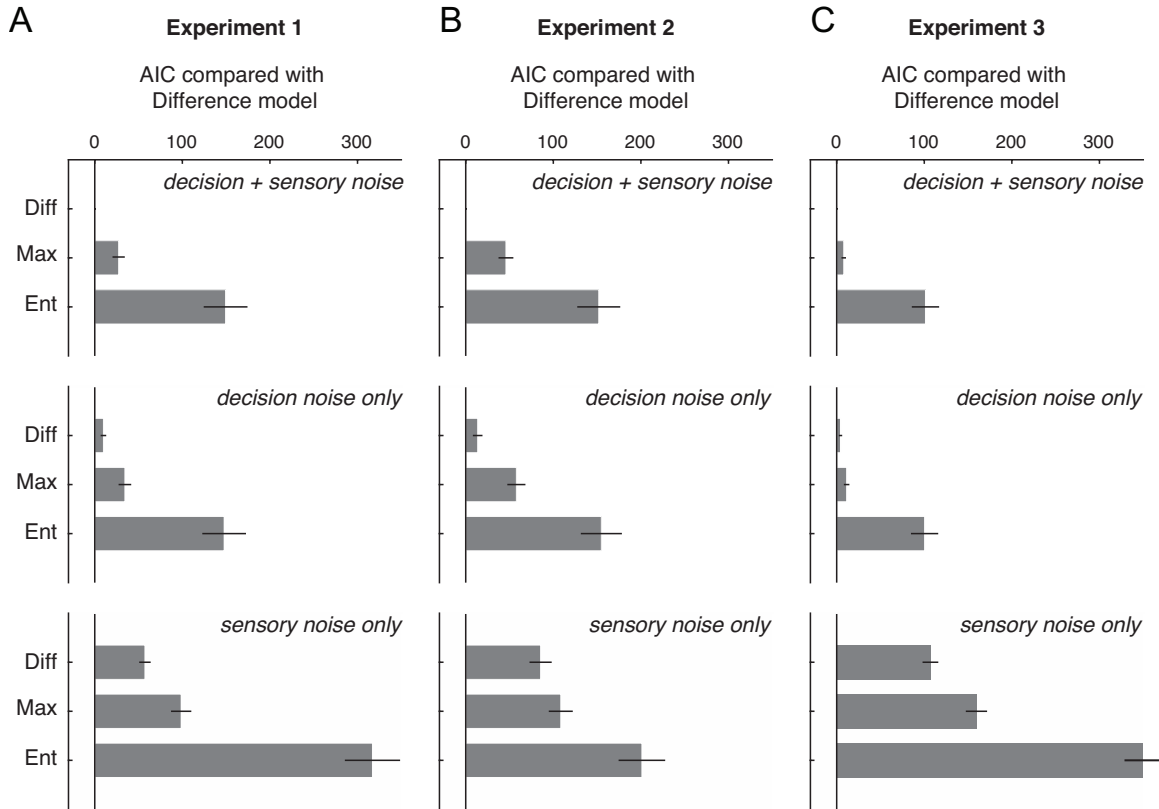 A
Experiment 1
AIC compared with
Difference model
0 100 200 300
decision + sensory noise
Diff
Max
Ent
decision noise only
Diff
Max
Ent
sensory noise only
Diff
Max
Ent
B
Experiment 2
AIC compared with
Difference model
0 100 200 300
decision + sensory noise
decision noise only
sensory noise only
C
Experiment 3
AIC compared with
Difference model
0 100 200 300
decision + sensory noise
decision noise only
sensory noise only